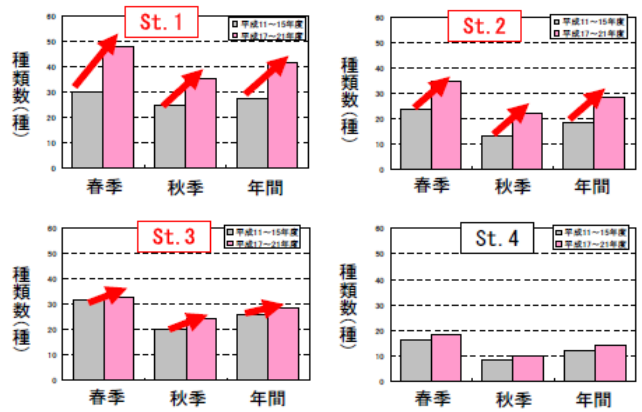 St.1
平成11～15年度
平成17～21年度
種類数(種)
60
50
40
30
20
10
0
春季 秋季 年間
St.2
平成11～15年度
平成17～21年度
種類数(種)
60
50
40
30
20
10
0
春季 秋季 年間
St.3
平成11～15年度
平成17～21年度
種類数(種)
60
50
40
30
20
10
0
春季 秋季 年間
St.4
平成11～15年度
平成17～21年度
種類数(種)
60
50
40
30
20
10
0
春季 秋季 年間